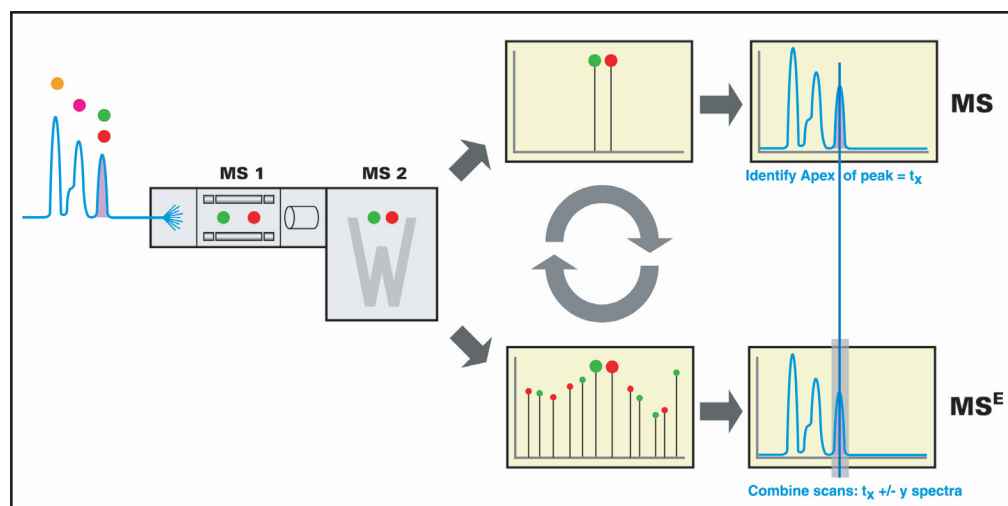 MS 1
MS 2
W
MS
Identify Apex of peak = tx
MSE
Combine scans: tx +/- y spectra